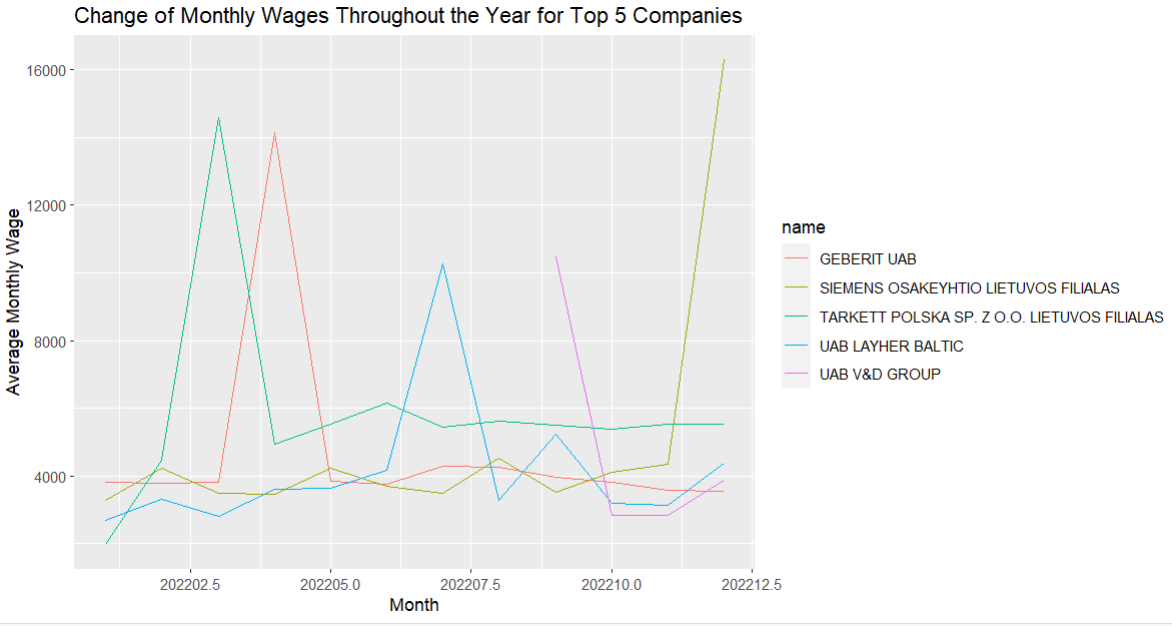 Change of Monthly Wages Throughout the Year for Top 5 Companies
16000
12000
8000
4000
Average Monthly Wage
202202.5
202205.0
202207.5
202210.0
202212.5
Month
name
GEBERIT UAB
SIEMENS OSAKEYHTIO LIETUVOS FILIALAS
TARKETT POLSKA SP. Z O.O. LIETUVOS FILIALAS
UAB LAYHER BALTIC
UAB V&D GROUP